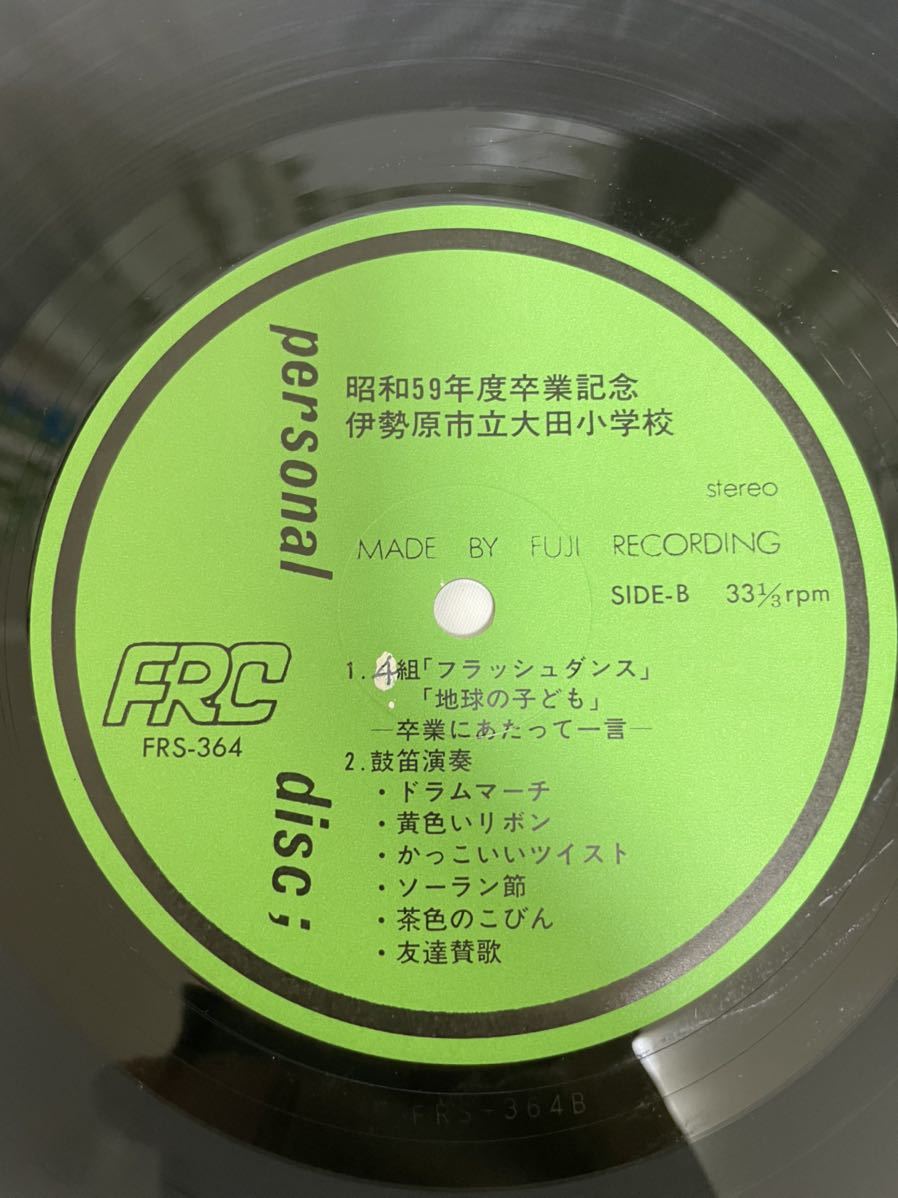 personal disc;
昭和59年度卒業記念
伊勢原市立大田小学校
stereo
MADE BY FUJI RECORDING
SIDE-B 33 1/3 rpm
FRC
FRS-364
1. 4組「フラッシュダンス」
「地球の子ども」
—卒業にあたって一言—
2. 鼓笛演奏
・ドラムマーチ
・黄色いリボン
・かっこいいツイスト
・ソーラン節
・茶色のこびん
・友達賛歌
FRS-364B